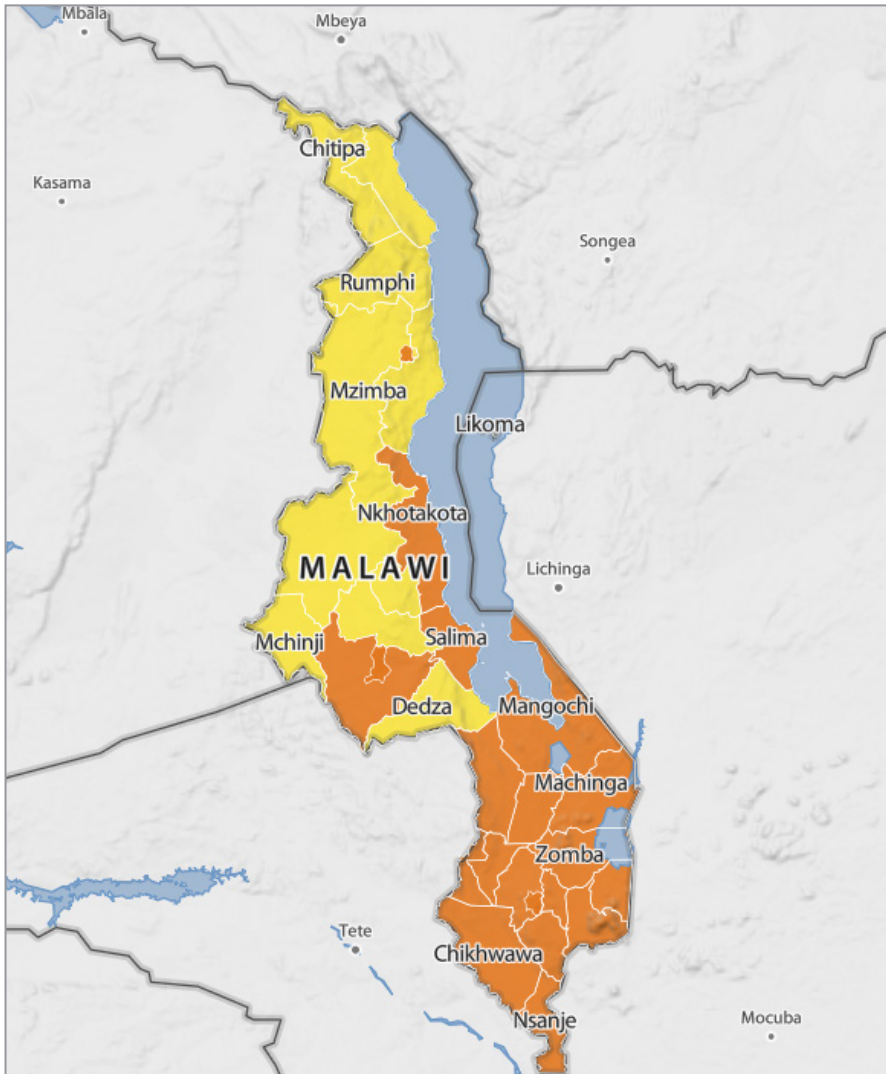 Mbala
Mbeya
Chitipa
Kasama
Songea
Rumphi
Mzimba
Likoma
Nkhotakota
MALAWI
Lichinga
Mchinji
Salima
Dedza
Mangochi
Machinga
Zomba
Tete
Chikhwawa
Nsanje
Mocuba